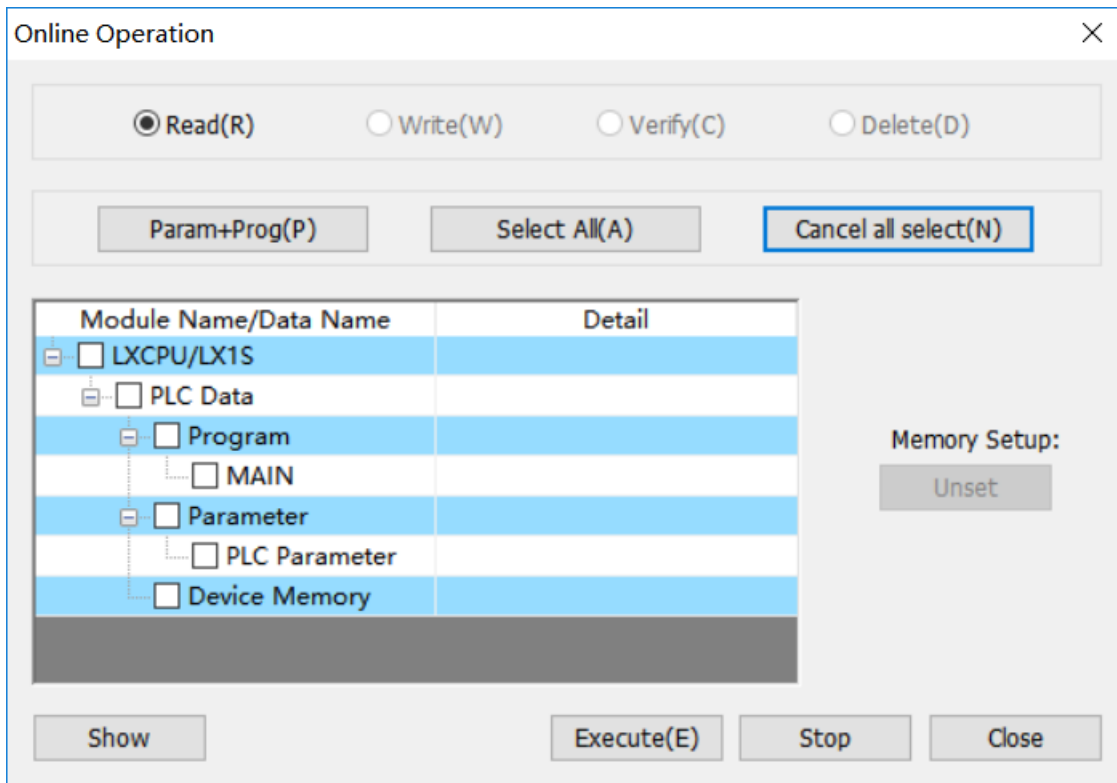 Online Operation
Read(R) Write(W) Verify(C) Delete(D)
Param+Prog(P) Select All(A) Cancel all select(N)
Module Name/Data Name Detail
LXCPU/LX1S
PLC Data
Program
MAIN
Parameter
PLC Parameter
Device Memory
Memory Setup:
Unset
Show Execute(E) Stop Close